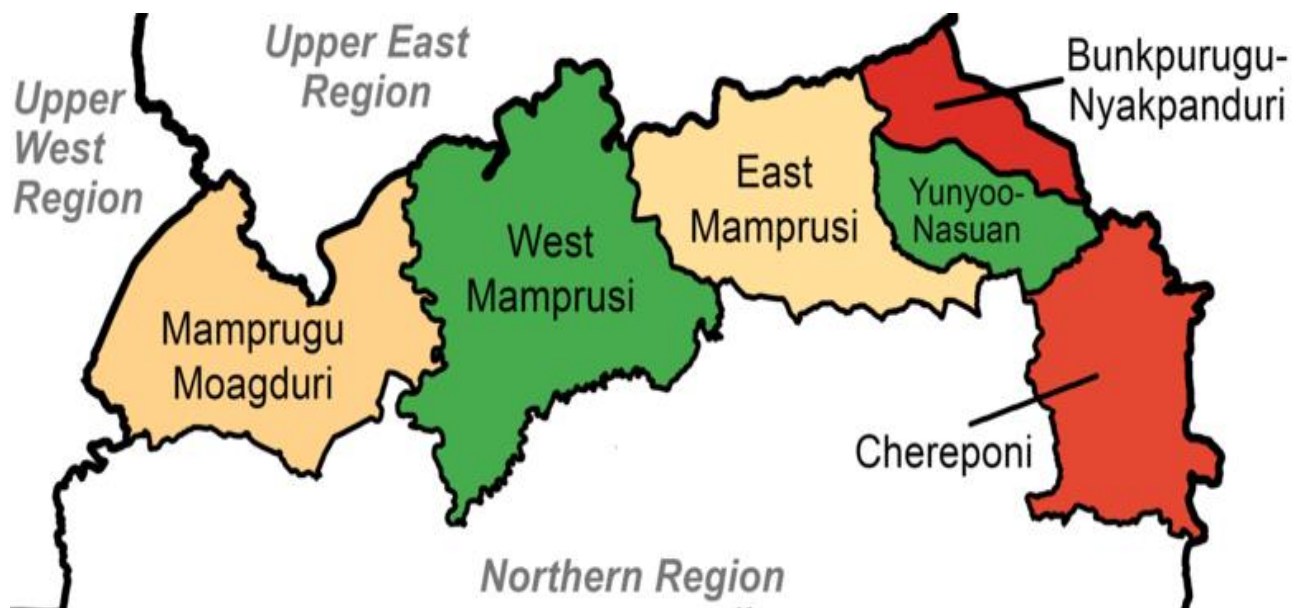 Upper East
Region
Upper
West
Region
Bunkpurugu-
Nyakpanduri
East
Mamprusi
Yunyoo-
Nasuan
West
Mamprusi
Mamprugu
Moagduri
Chereponi
Northern Region